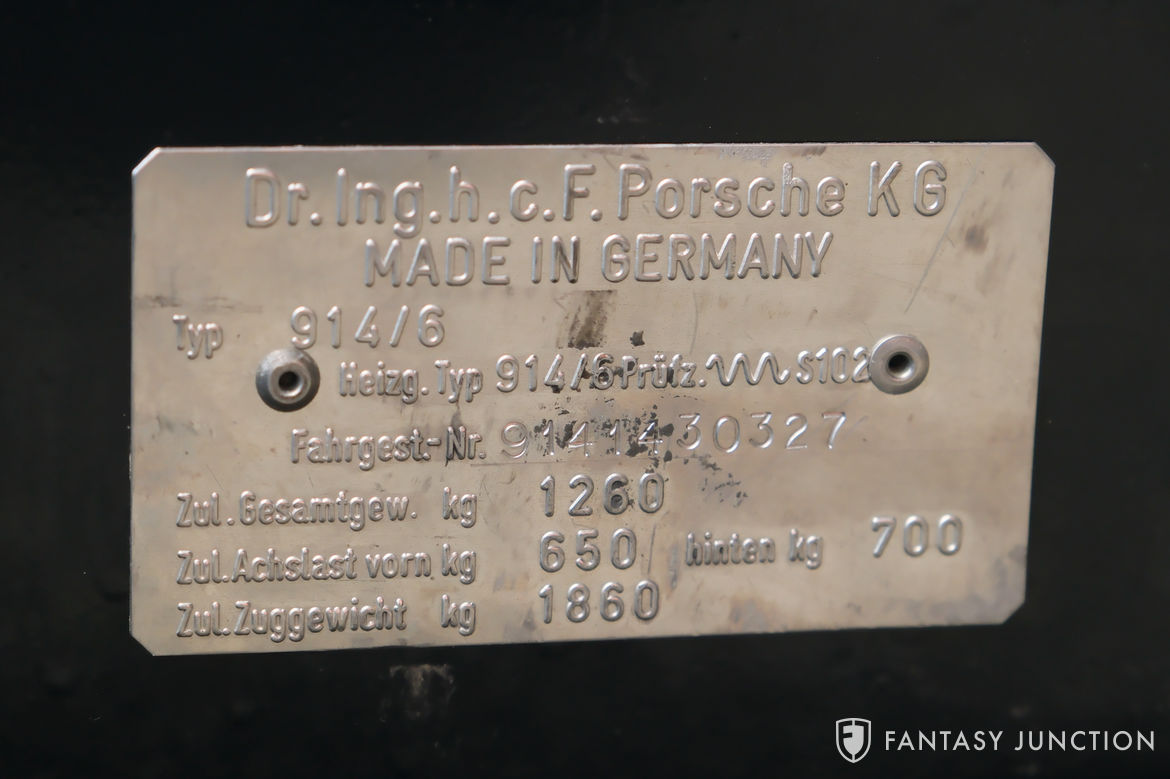 Dr.Ing.h.c.F.Porsche KG
MADE IN GERMANY
Typ 914/6
Heizg.Typ 914/6 Prüfz. S102
Fahrgest.-Nr. 9141430327
Zul.Gesamtgew. kg 1260
Zul.Achslast vorn kg 650 hinten kg 700
Zul.Zuggewicht kg 1860
FANTASY JUNCTION